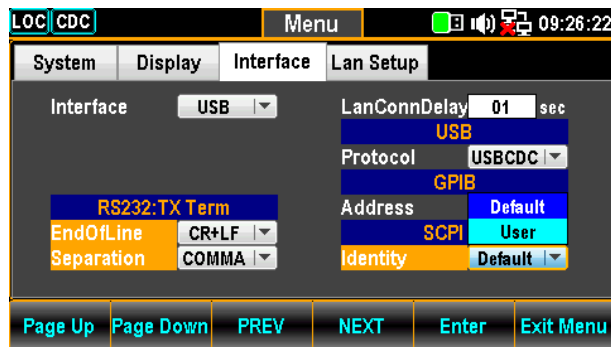 LOC CDC Menu 09:26:22
System Display Interface Lan Setup
Interface USB
LanConnDelay 01 sec
USB
Protocol USBCDC
GPIB
RS232:TX Term
Address Default
EndOfLine CR+LF
SCPI User
Separation COMMA
Identity Default
Page Up Page Down PREV NEXT Enter Exit Menu